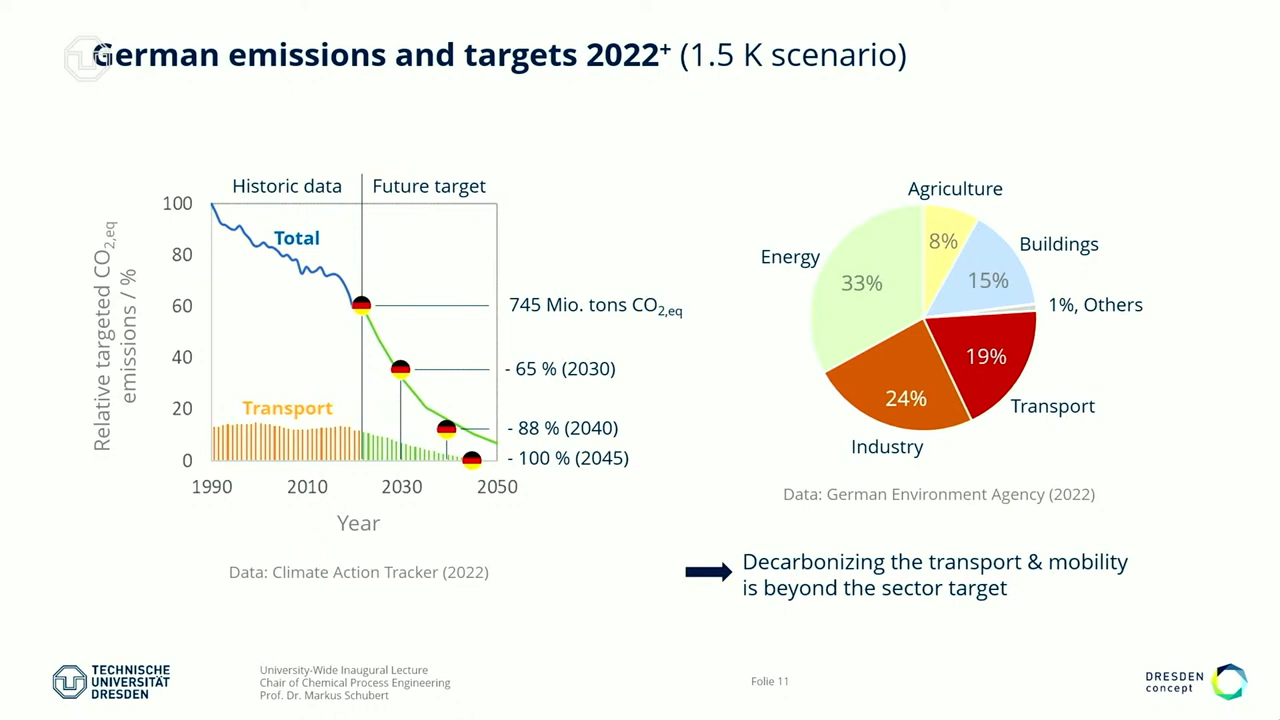 German emissions and targets 2022⁺ (1.5 K scenario)
Historic data
Future target
Relative targeted CO₂,eq
emissions / %
100
80
60
40
20
0
Total
Transport
1990
2010
2030
2050
Year
745 Mio. tons CO₂,eq
- 65 % (2030)
- 88 % (2040)
- 100 % (2045)
Data: Climate Action Tracker (2022)
Agriculture
Buildings
1%, Others
Transport
Industry
Energy
8%
15%
19%
24%
33%
Data: German Environment Agency (2022)
Decarbonizing the transport & mobility
is beyond the sector target
TECHNISCHE
UNIVERSITÄT
DRESDEN
University-Wide Inaugural Lecture
Chair of Chemical Process Engineering
Prof. Dr. Markus Schubert
Folie 11
DRESDEN
concept